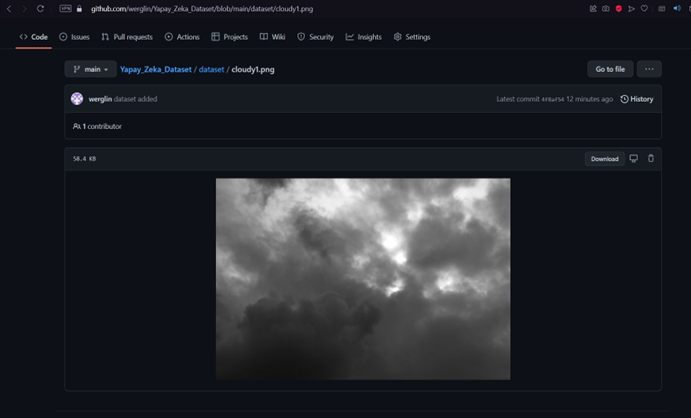 VPN github.com/werglin/Yapay_Zeka_Dataset/blob/main/dataset/cloudy1.png
Code Issues Pull requests Actions Projects Wiki Security Insights Settings
main Yapay_Zeka_Dataset / dataset / cloudy1.png Go to file ...
werglin dataset added Latest commit 12 minutes ago History
1 contributor
58.4 KB Download